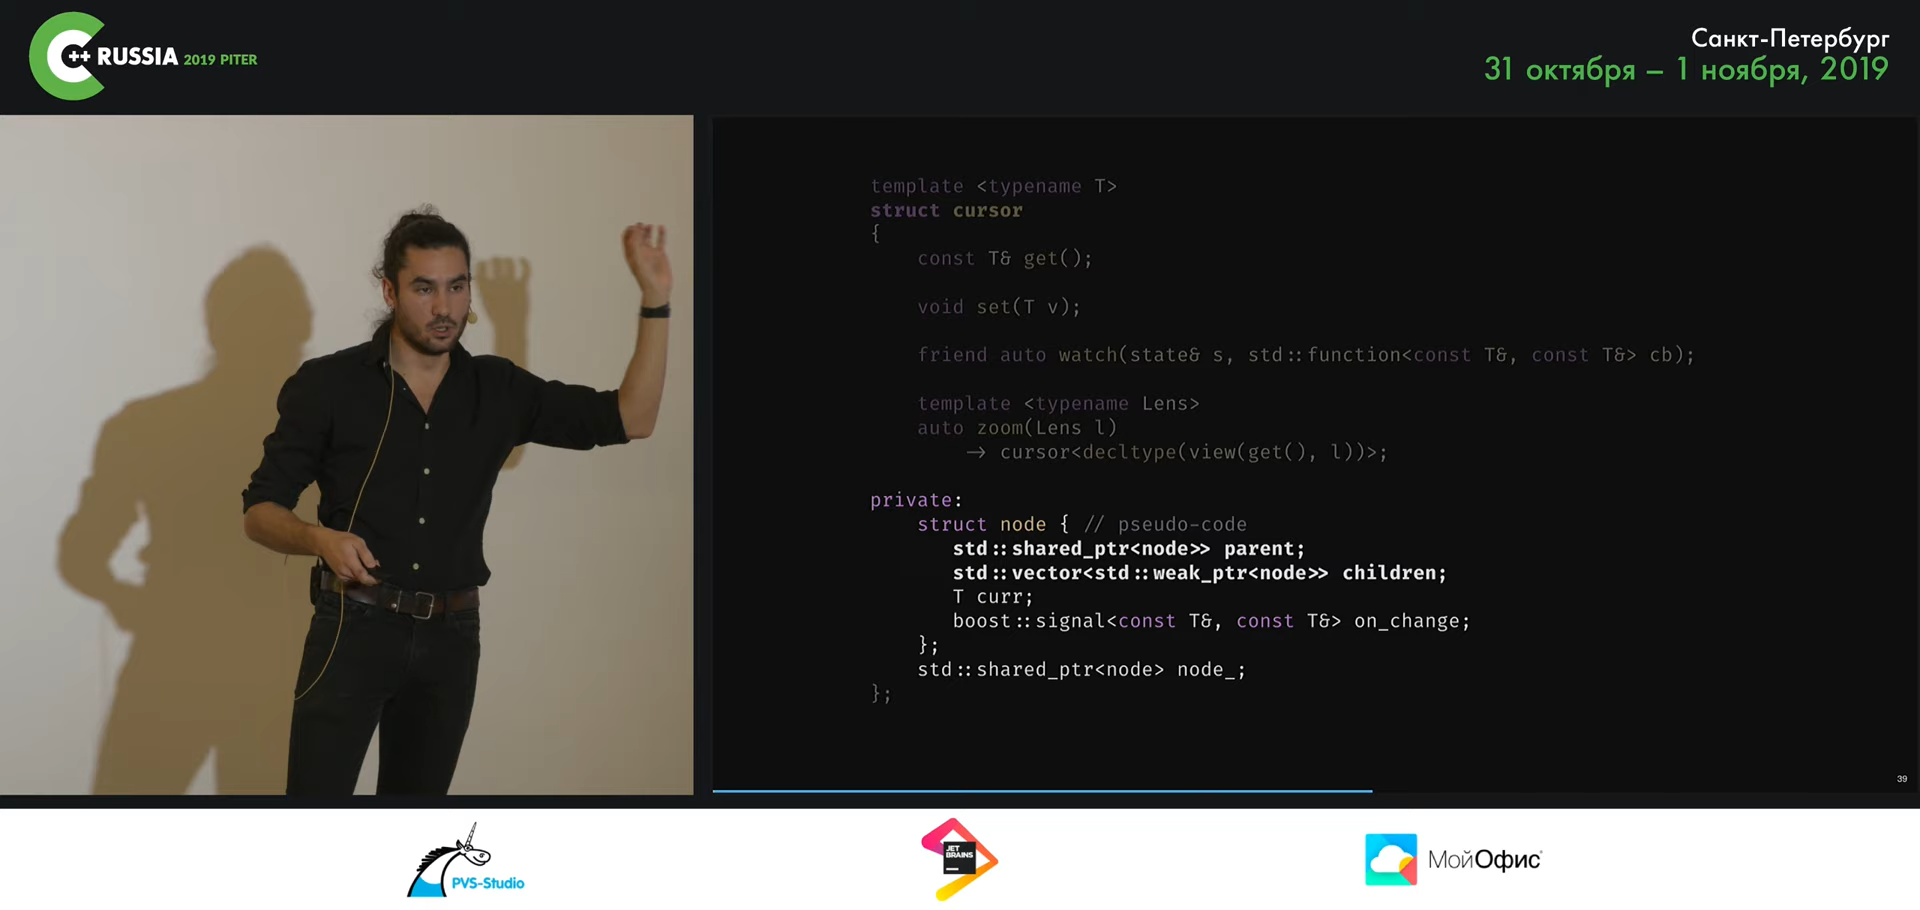 C++ RUSSIA 2019 PITER
Санкт-Петербург
31 октября – 1 ноября, 2019
template <typename T>
struct cursor
{
const T& get();
void set(T v);
friend auto watch(state& s, std::function<const T&, const T&> cb);
template <typename Lens>
auto zoom(Lens l)
→ cursor<decltype(view(get(), l))>;
private:
struct node { // pseudo-code
std::shared_ptr<node>> parent;
std::vector<std::weak_ptr<node>> children;
T curr;
boost::signal<const T&, const T&> on_change;
};
std::shared_ptr<node> node_;
};
39
PVS-Studio
JET
BRAINS
МойОфис